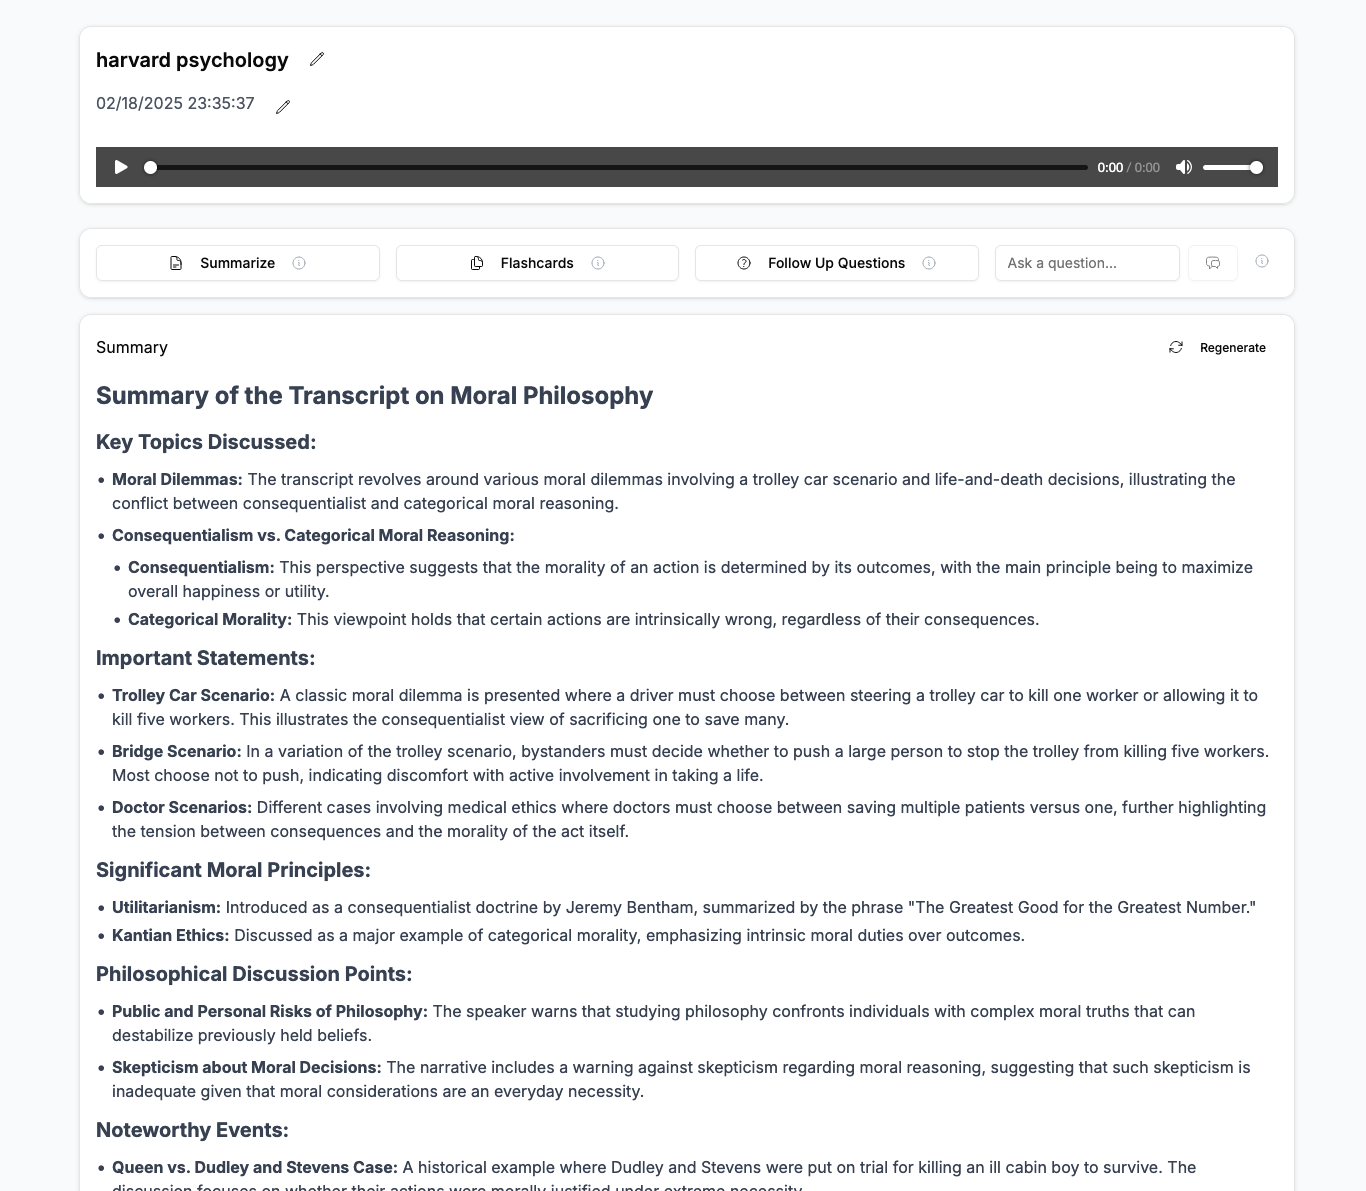 harvard psychology
02/18/2025 23:35:37
0:00 / 0:00
Summarize
Flashcards
Follow Up Questions
Ask a question...
Summary
Regenerate
Summary of the Transcript on Moral Philosophy
Key Topics Discussed:
• Moral Dilemmas: The transcript revolves around various moral dilemmas involving a trolley car scenario and life-and-death decisions, illustrating the
conflict between consequentialist and categorical moral reasoning.
• Consequentialism vs. Categorical Moral Reasoning:
• Consequentialism: This perspective suggests that the morality of an action is determined by its outcomes, with the main principle being to maximize
overall happiness or utility.
• Categorical Morality: This viewpoint holds that certain actions are intrinsically wrong, regardless of their consequences.
Important Statements:
• Trolley Car Scenario: A classic moral dilemma is presented where a driver must choose between steering a trolley car to kill one worker or allowing it to
kill five workers. This illustrates the consequentialist view of sacrificing one to save many.
• Bridge Scenario: In a variation of the trolley scenario, bystanders must decide whether to push a large person to stop the trolley from killing five workers.
Most choose not to push, indicating discomfort with active involvement in taking a life.
• Doctor Scenarios: Different cases involving medical ethics where doctors must choose between saving multiple patients versus one, further highlighting
the tension between consequences and the morality of the act itself.
Significant Moral Principles:
• Utilitarianism: Introduced as a consequentialist doctrine by Jeremy Bentham, summarized by the phrase "The Greatest Good for the Greatest Number."
• Kantian Ethics: Discussed as a major example of categorical morality, emphasizing intrinsic moral duties over outcomes.
Philosophical Discussion Points:
• Public and Personal Risks of Philosophy: The speaker warns that studying philosophy confronts individuals with complex moral truths that can
destabilize previously held beliefs.
• Skepticism about Moral Decisions: The narrative includes a warning against skepticism regarding moral reasoning, suggesting that such skepticism is
inadequate given that moral considerations are an everyday necessity.
Noteworthy Events:
• Queen vs. Dudley and Stevens Case: A historical example where Dudley and Stevens were put on trial for killing an ill cabin boy to survive. The
discussion focuses on whether their actions were morally justified under extreme necessity.